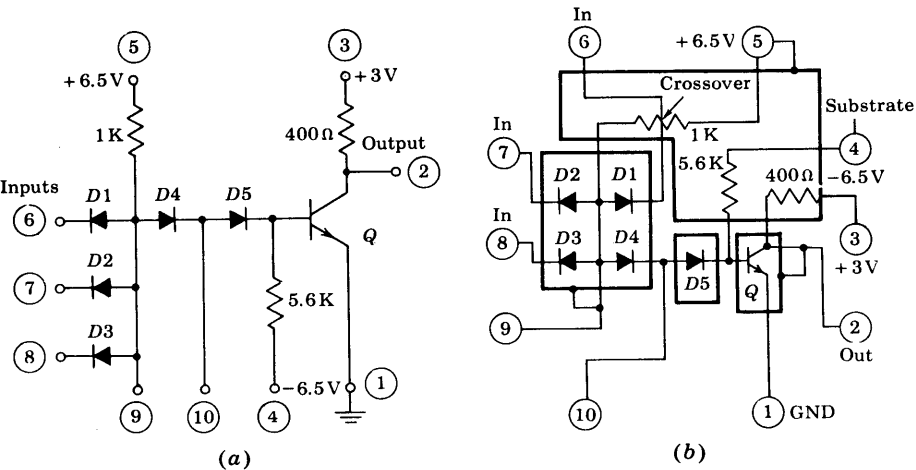 5
+6.5V
1K
3
+3V
400Ω
Output
2
Inputs
D1
D4
D5
6
Q
D2
7
5.6K
D3
8
-6.5V
1
9
10
4
(a)
In
6
+6.5V
5
Crossover
1K
Substrate
In
7
5.6K
4
D2
D1
400Ω
-6.5V
In
8
D3
D4
3
D5
Q
+3V
9
2
Out
10
1
GND
(b)